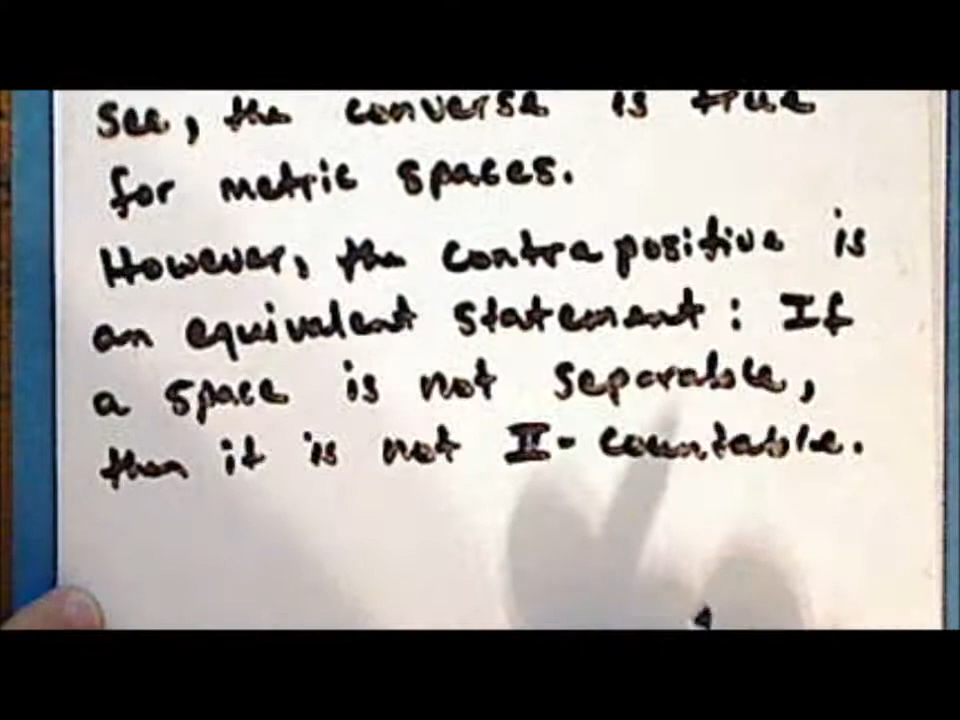 see, the converse is true
for metric spaces.
However, the contrapositive is
an equivalent statement: If
a space is not separable,
then it is not II-countable.